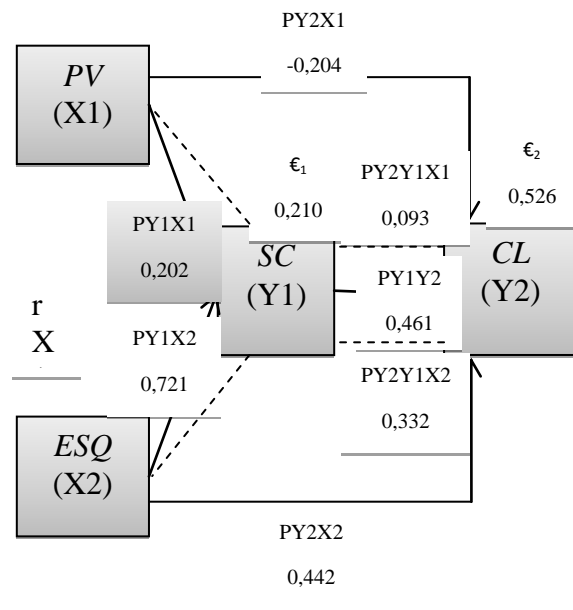 PY2X1
-0,204
PV
(X1)
€1
0,210
PY2Y1X1
0,093
€2
0,526
PY1X1
0,202
SC
(Y1)
PY1Y2
0,461
CL
(Y2)
r
X
PY1X2
0,721
PY2Y1X2
0,332
ESQ
(X2)
PY2X2
0,442